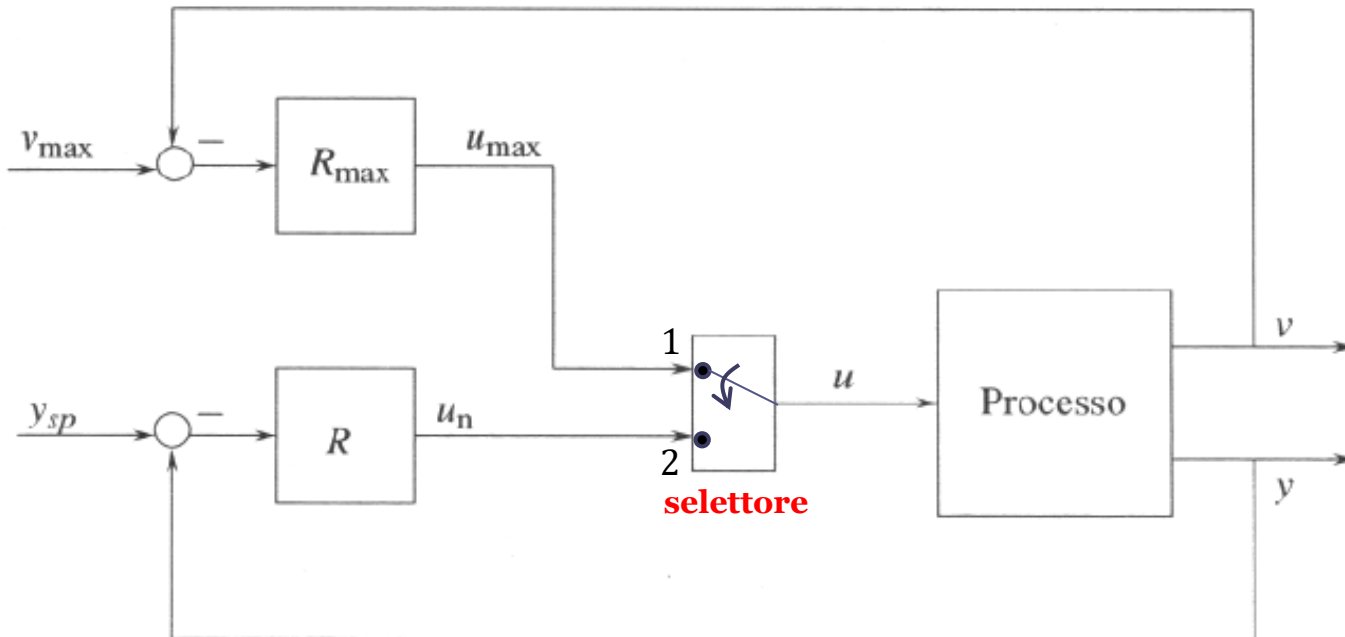 v_max
−
R_max
u_max
1
v
u
Processo
y_sp
−
R
u_n
2
selettore
y